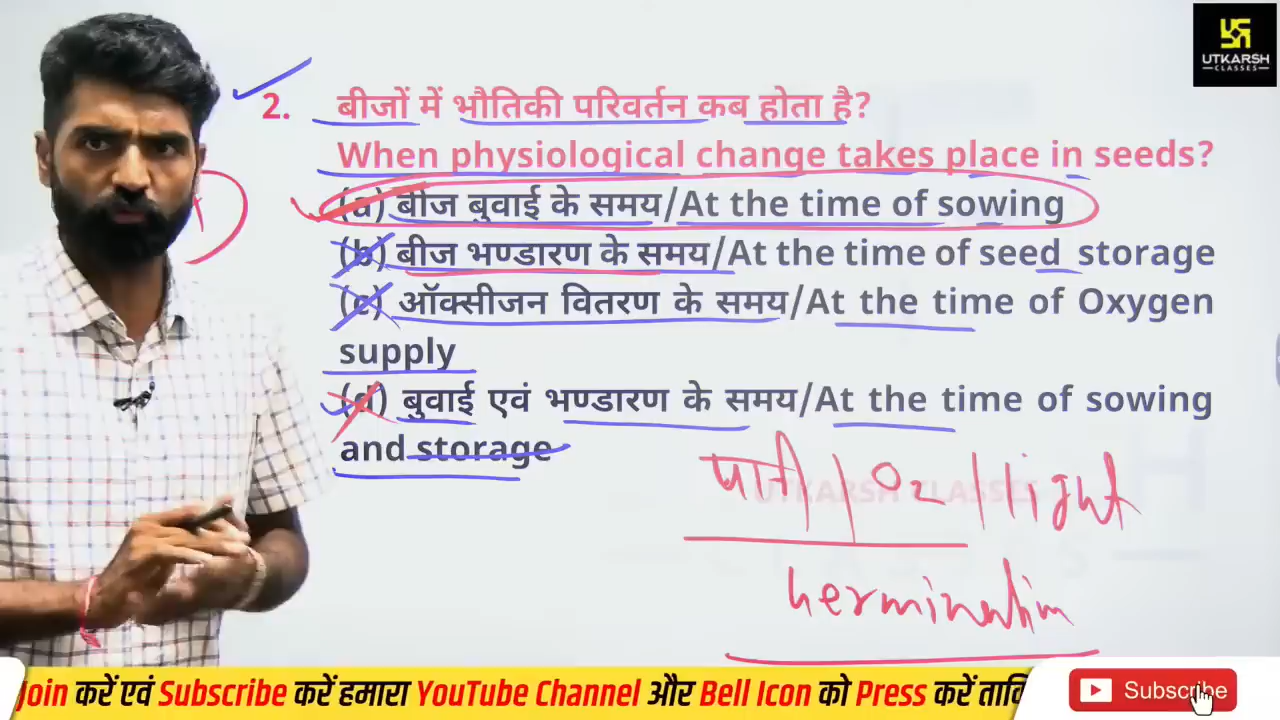 UTKARSH
CLASSES
2. बीजों में भौतिकी परिवर्तन कब होता है?
When physiological change takes place in seeds?
(a) बीज बुवाई के समय/At the time of sowing
(b) बीज भण्डारण के समय/At the time of seed storage
(c) ऑक्सीजन वितरण के समय/At the time of Oxygen
supply
(d) बुवाई एवं भण्डारण के समय/At the time of sowing
and storage
पानी / O2 / light
UTKARSH CLASSES
Germination
Join करें एवं Subscribe करें हमारा YouTube Channel और Bell Icon को Press करें
Subscribe